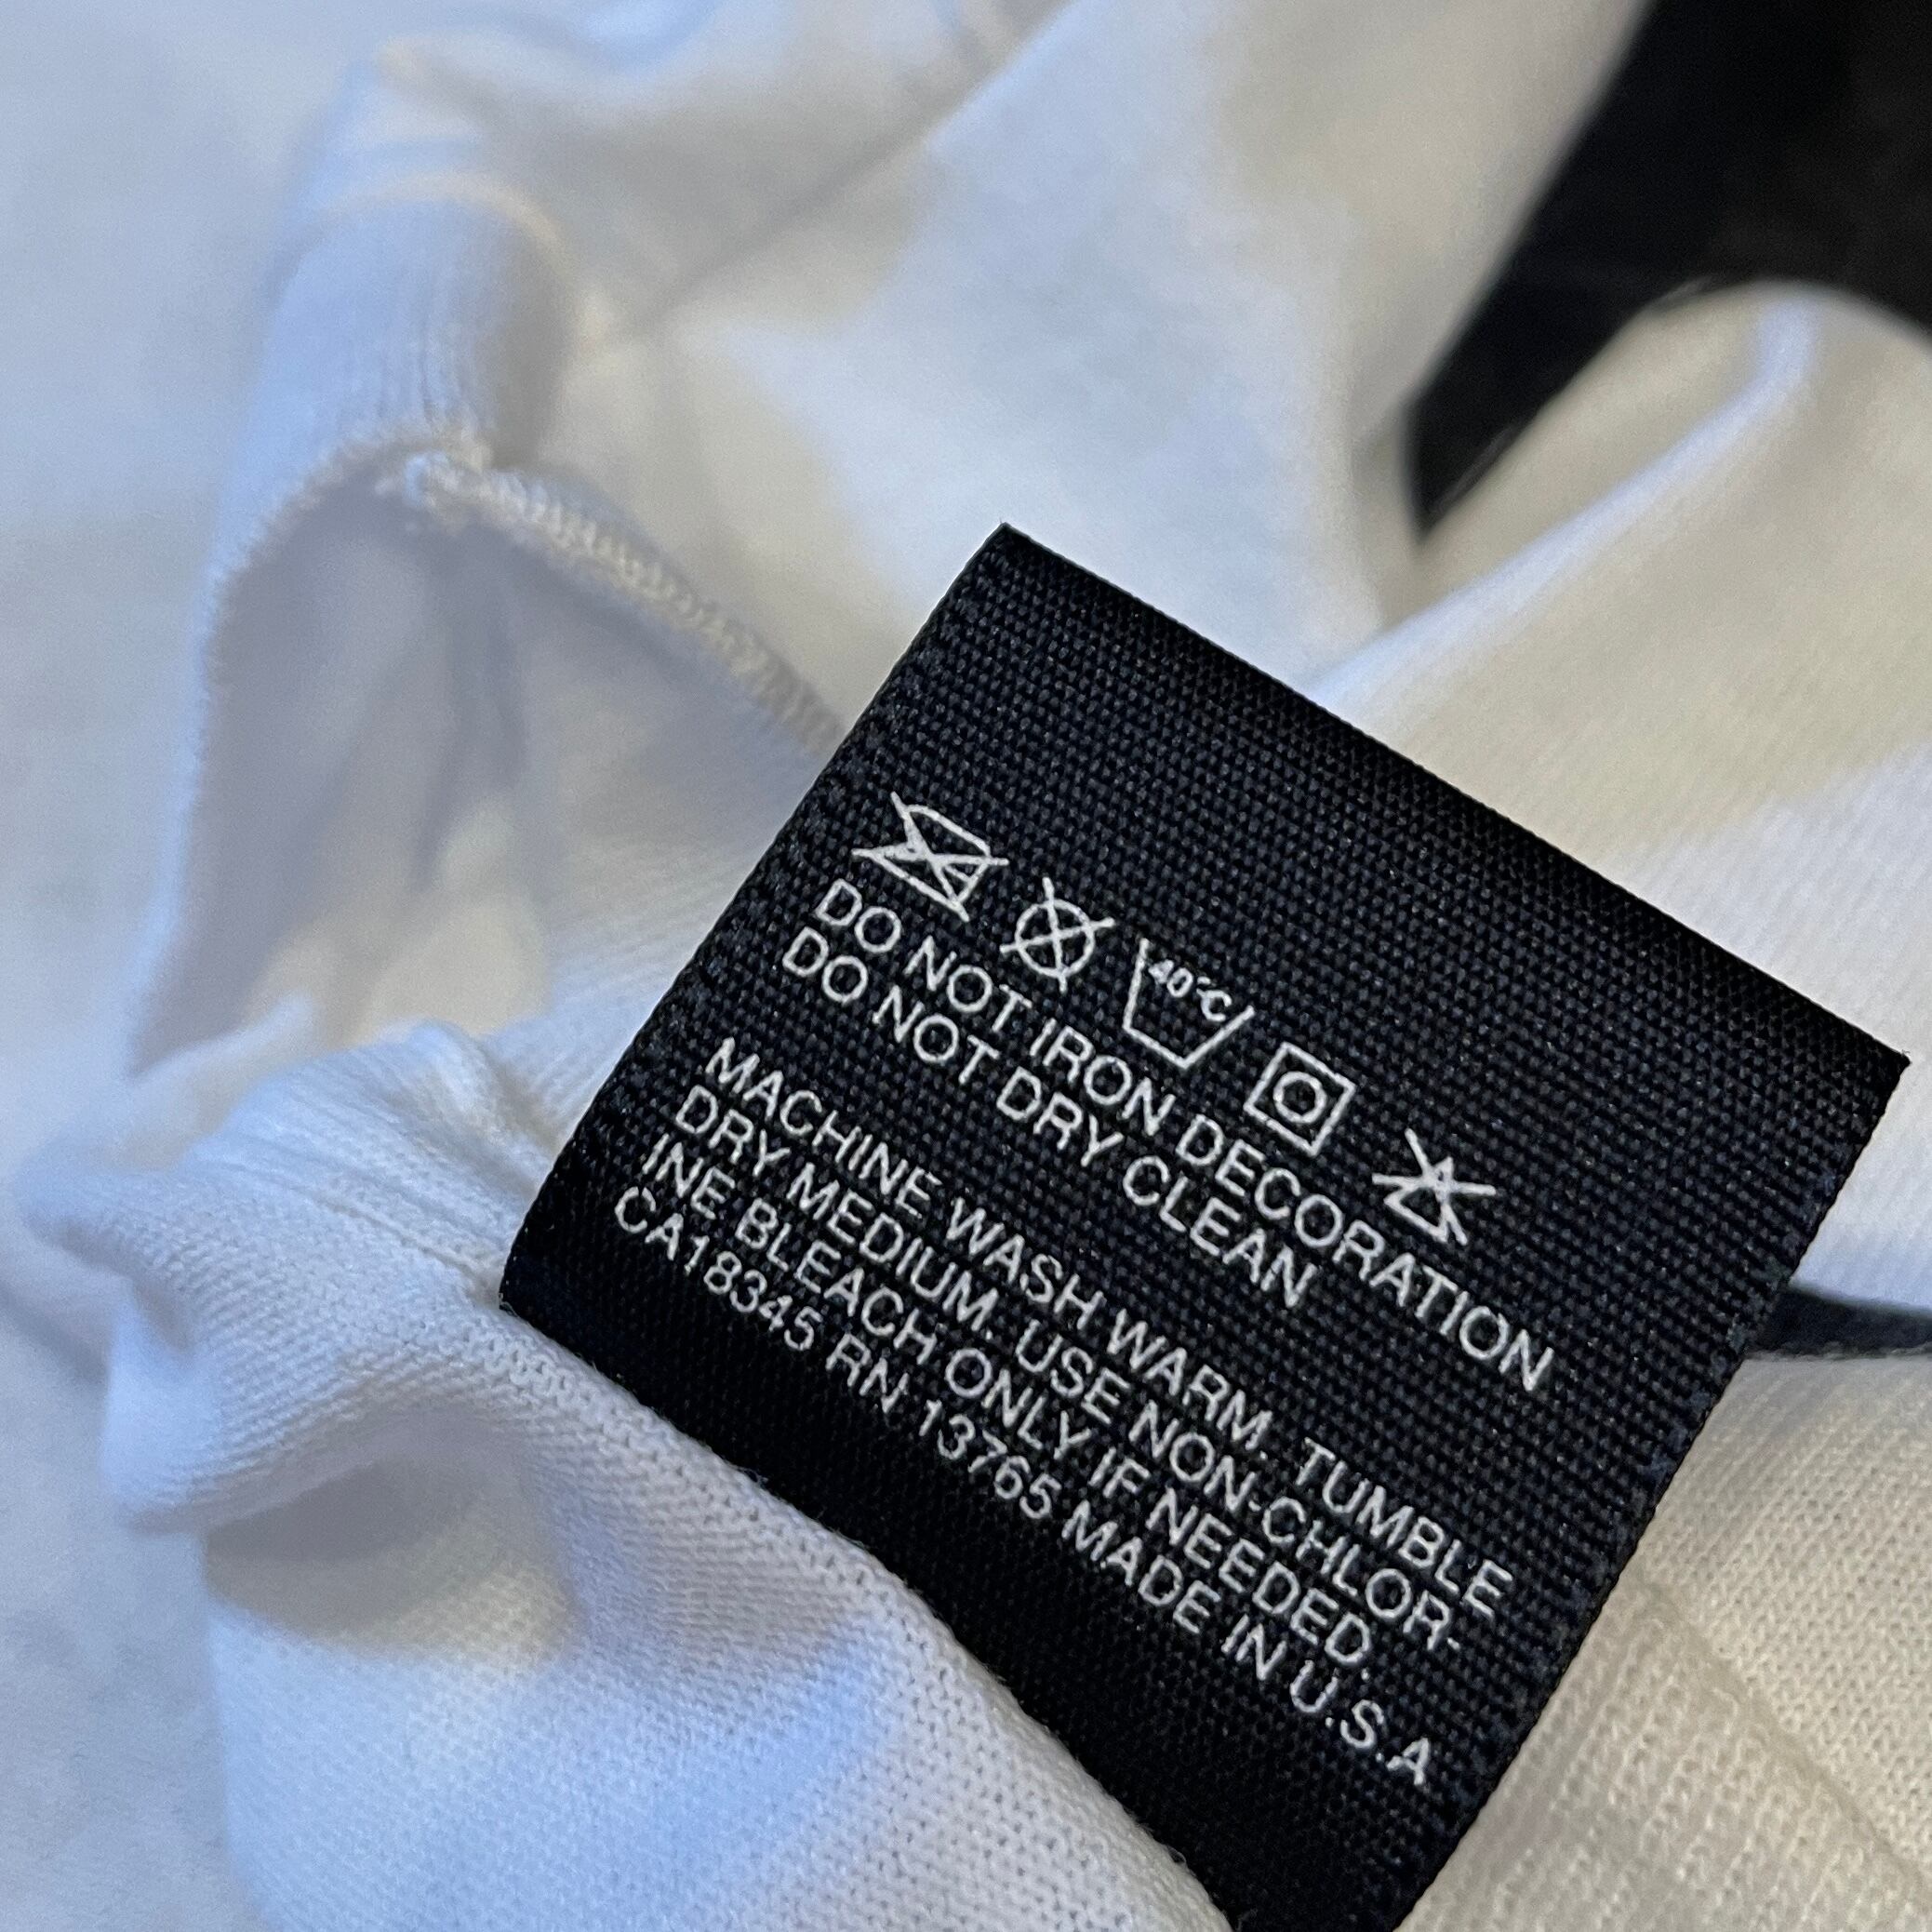 40°C
DO NOT IRON DECORATION
DO NOT DRY CLEAN
MACHINE WASH WARM. TUMBLE
DRY MEDIUM. USE NON-CHLOR-
INE BLEACH ONLY IF NEEDED.
CA18345 RN 13765 MADE IN U.S.A